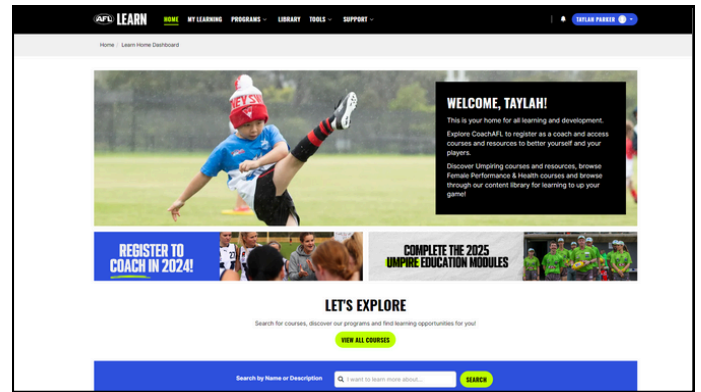 AFL LEARN HOME MY LEARNING PROGRAMS LIBRARY TOOLS SUPPORT TAYLAH PARKER
Home / Learn Home Dashboard
WELCOME, TAYLAH!
This is your home for all learning and development.
Explore CoachAFL to register as a coach and access
courses and resources to better yourself and your
players.
Discover Umpiring courses and resources, browse
Female Performance & Health courses and browse
through our content library for learning to up your
game!
REGISTER TO
COACH IN 2024!
COMPLETE THE 2025
UMPIRE EDUCATION MODULES
LET'S EXPLORE
Search for courses, discover our programs and find learning opportunities for you!
VIEW ALL COURSES
Search by Name or Description I want to learn more about... SEARCH